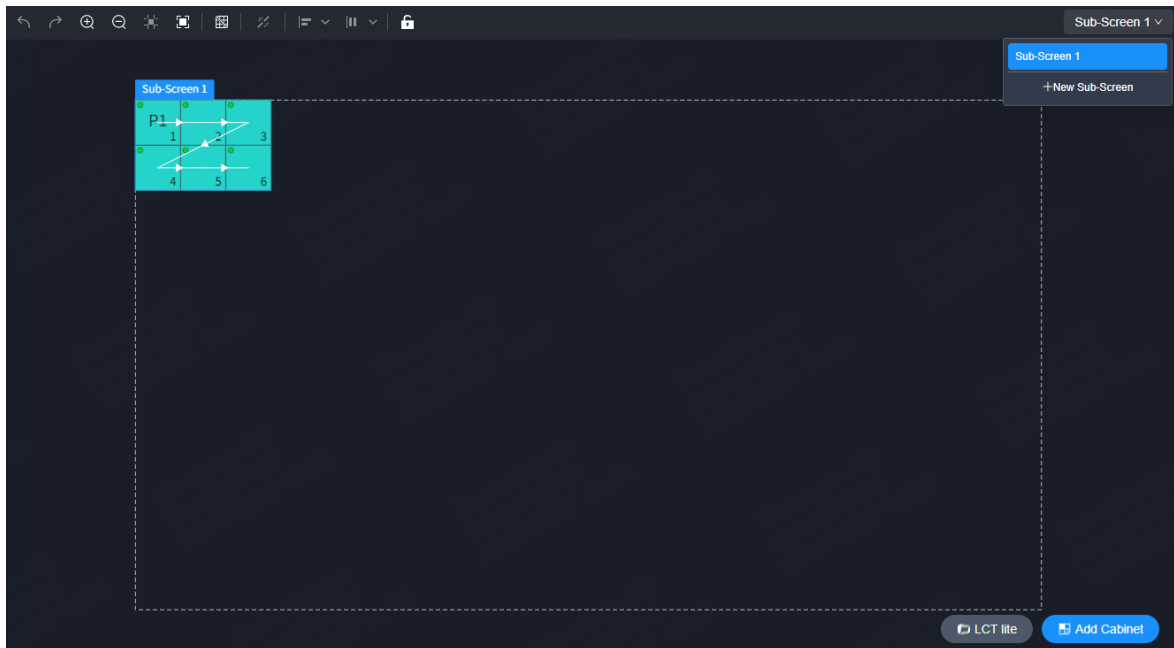 Sub-Screen 1
Sub-Screen 1
+New Sub-Screen
Sub-Screen 1
P1
1 2 3
4 5 6
LCT lite
Add Cabinet